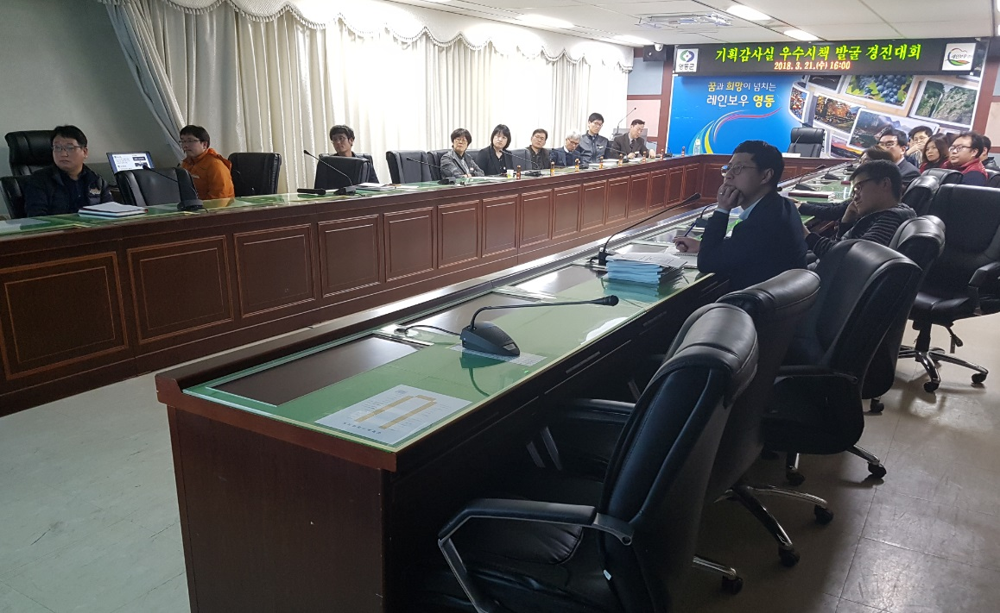 영동군
기획감사실 우수시책 발굴 경진대회
2018. 3. 21.(수) 16:00
꿈과 희망이 넘치는
레인보우 영동